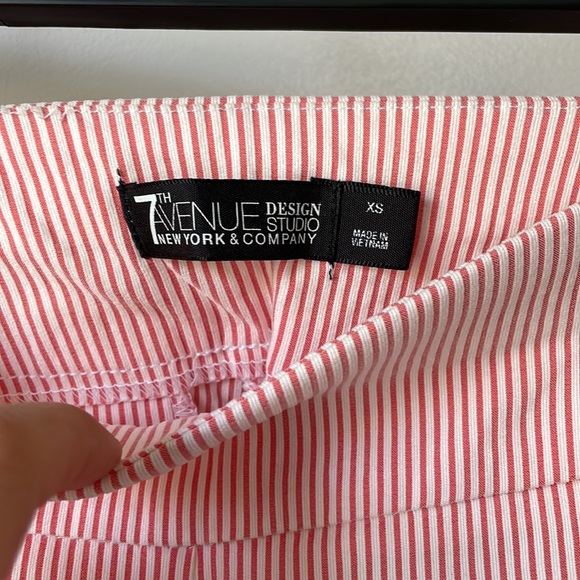 7TH AVENUE DESIGN STUDIO
NEW YORK & COMPANY
XS
MADE IN
VIETNAM